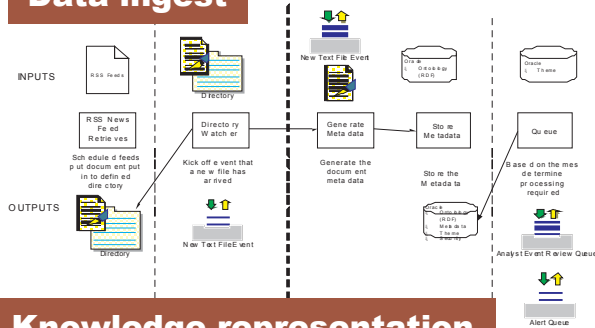 Data ingest
INPUTS
RSS Feeds
Directory
New Text File Event
Oracle
Ontology
(RDF)
Oracle
Theme
RSS News
Feed
Retrieves
Directory
Watcher
Generate
Metadata
Store
Metadata
Queue
Scheduled feeds
put document put
in to defined
directory
Kick off event that
a new file has
arrived
Generate the
document
meta data
Store the
Metadata
Based on themes
determine
processing
required
OUTPUTS
Directory
New Text File Event
Oracle
Ontology
(RDF)
Metadata
Theme
Security
Analyst Event Review Queue
Alert Queue
Knowledge representation